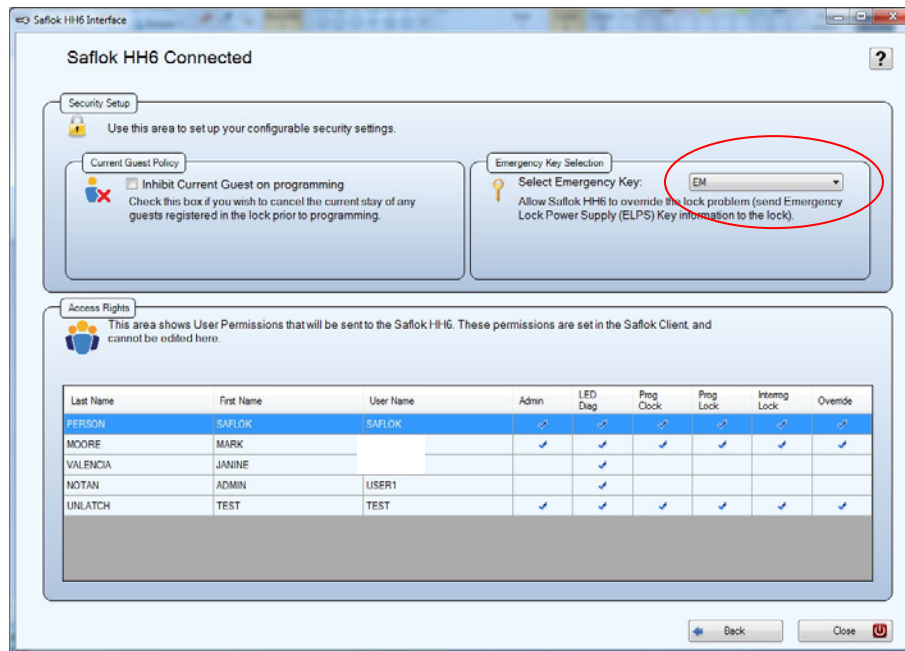 Saflok HH6 Interface
Saflok HH6 Connected
?
Security Setup
Use this area to set up your configurable security settings.
Current Guest Policy
Inhibit Current Guest on programming
Check this box if you wish to cancel the current stay of any
guests registered in the lock prior to programming.
Emergency Key Selection
Select Emergency Key:
EM
Allow Saflok HH6 to override the lock problem (send Emergency
Lock Power Supply (ELPS) Key information to the lock).
Access Rights
This area shows User Permissions that will be sent to the Saflok HH6. These permissions are set in the Saflok Client, and
cannot be edited here.
Last Name First Name User Name Admin LED Diag Prog Clock Prog Lock Interrog Lock Override
PERSON SAFLOK SAFLOK
MOORE MARK
VALENCIA JANINE
NOTAN ADMIN USER1
UNLATCH TEST TEST
Back Close